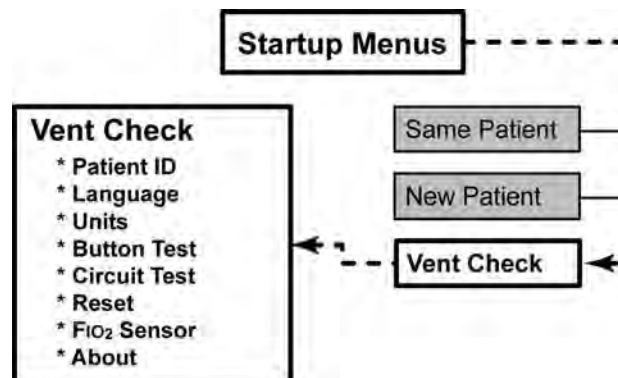 Startup Menus
Same Patient
New Patient
Vent Check
Vent Check
* Patient ID
* Language
* Units
* Button Test
* Circuit Test
* Reset
* FIO2 Sensor
* About